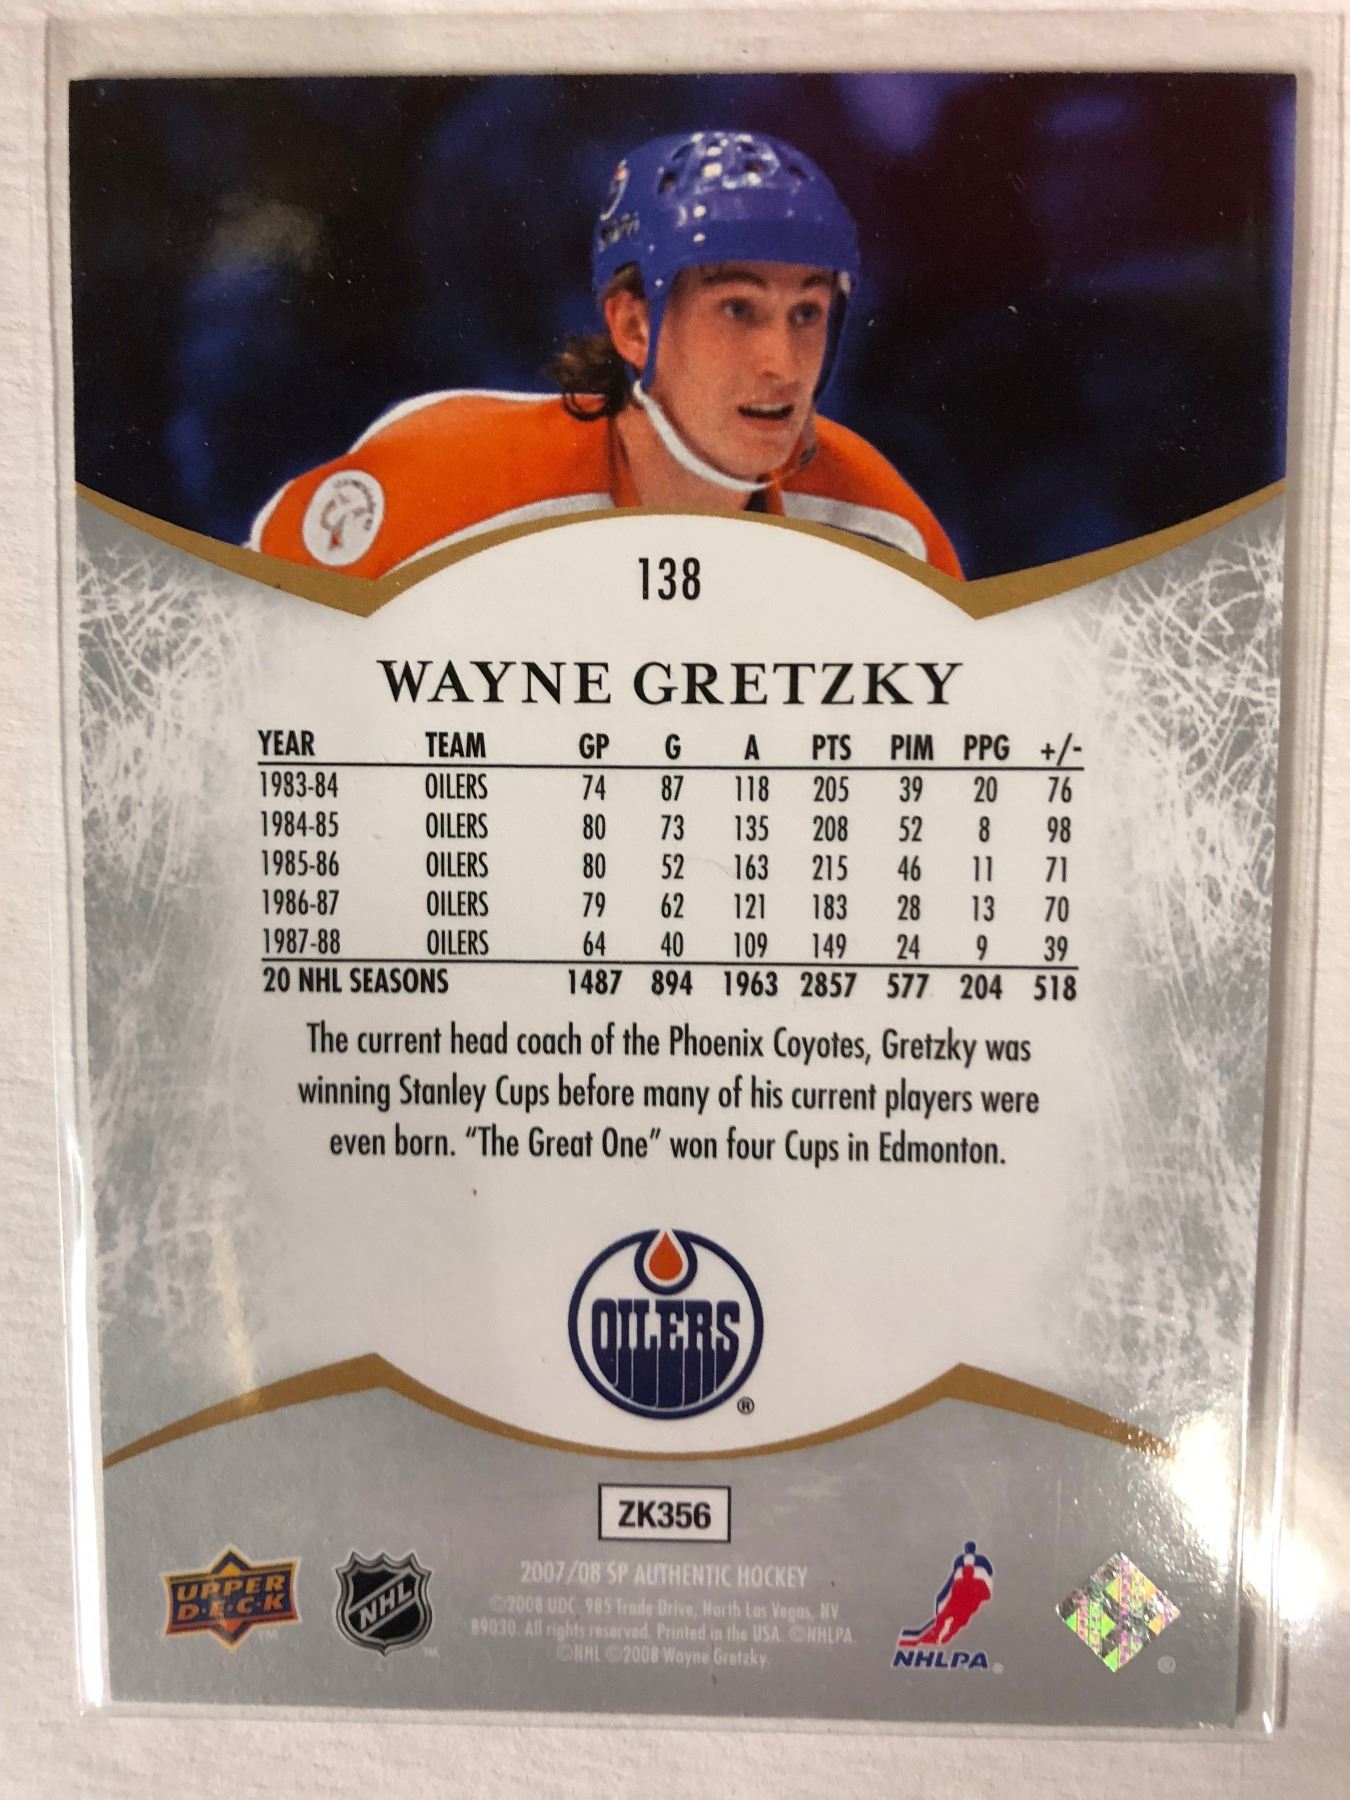 138
WAYNE GRETZKY
YEAR TEAM GP G A PTS PIM PPG +/-
1983-84 OILERS 74 87 118 205 39 20 76
1984-85 OILERS 80 73 135 208 52 8 98
1985-86 OILERS 80 52 163 215 46 11 71
1986-87 OILERS 79 62 121 183 28 13 70
1987-88 OILERS 64 40 109 149 24 9 39
20 NHL SEASONS 1487 894 1963 2857 577 204 518
The current head coach of the Phoenix Coyotes, Gretzky was
winning Stanley Cups before many of his current players were
even born. “The Great One” won four Cups in Edmonton.
OILERS
®
ZK356
2007/08 SP AUTHENTIC HOCKEY
©2008 UDC, 985 Trade Drive, North Las Vegas, NV
89030. All rights reserved. Printed in the USA. ©NHLPA
©NHL ©2008 Wayne Gretzky.
UPPER
D·E·C·K
™
NHL
™
NHLPA®
®